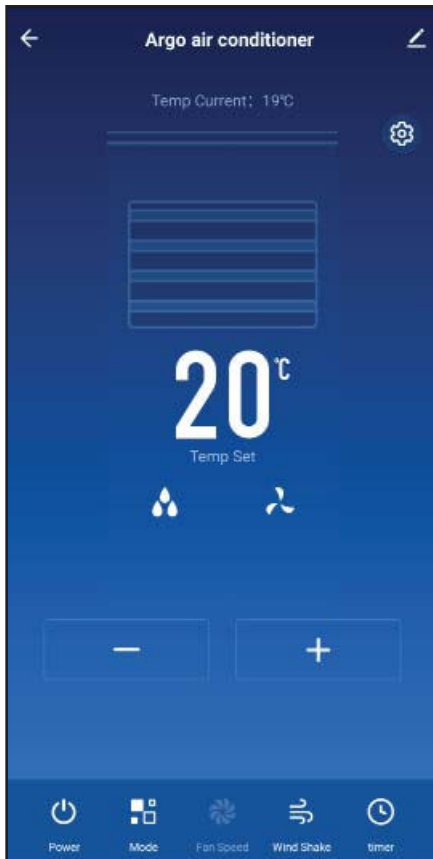 Argo air conditioner
Temp Current: 19℃
20℃
Temp Set
Power Mode Fan Speed Wind Shake timer